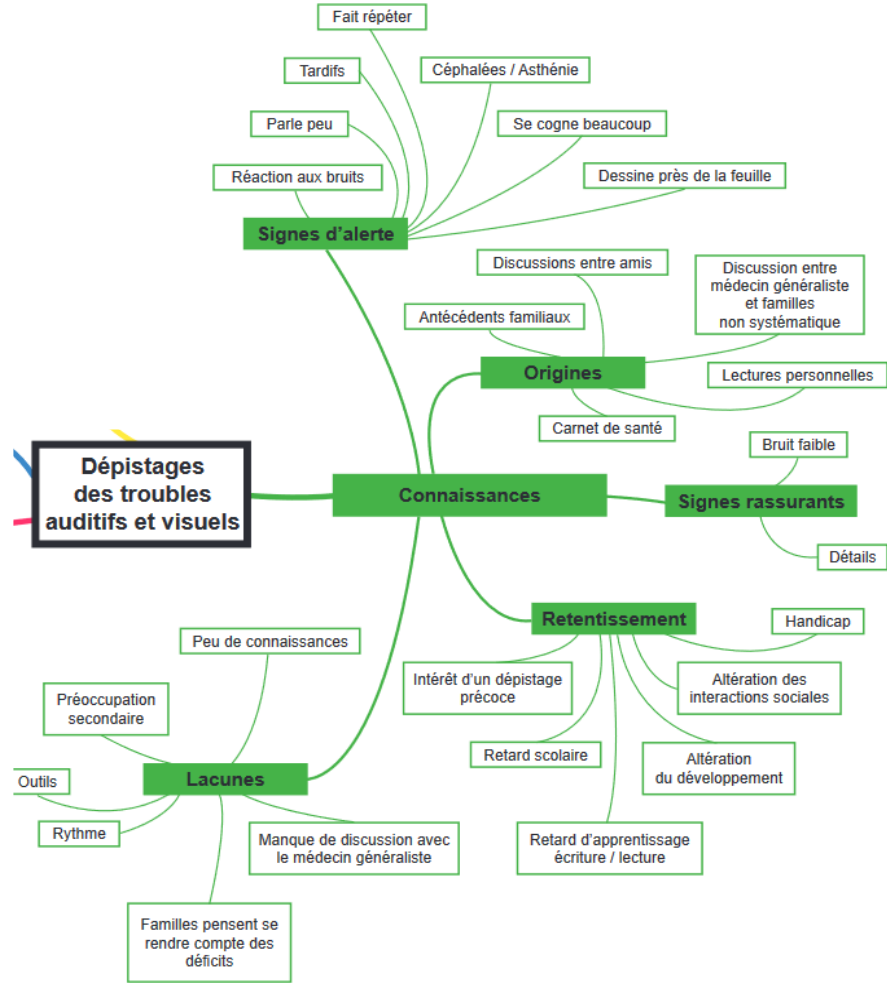 Fait répéter
Tardifs
Céphalées / Asthénie
Parle peu
Se cogne beaucoup
Réaction aux bruits
Dessine près de la feuille
Signes d'alerte
Discussions entre amis
Discussion entre
médecin généraliste
et familles
non systématique
Antécédents familiaux
Origines
Lectures personnelles
Carnet de santé
Bruit faible
Dépistages
des troubles
auditifs et visuels
Connaissances
Signes rassurants
Détails
Retentissement
Handicap
Peu de connaissances
Intérêt d'un dépistage
précoce
Altération des
interactions sociales
Préoccupation
secondaire
Retard scolaire
Altération
du développement
Lacunes
Outils
Rythme
Manque de discussion avec
le médecin généraliste
Retard d'apprentissage
écriture / lecture
Familles pensent se
rendre compte des
déficits